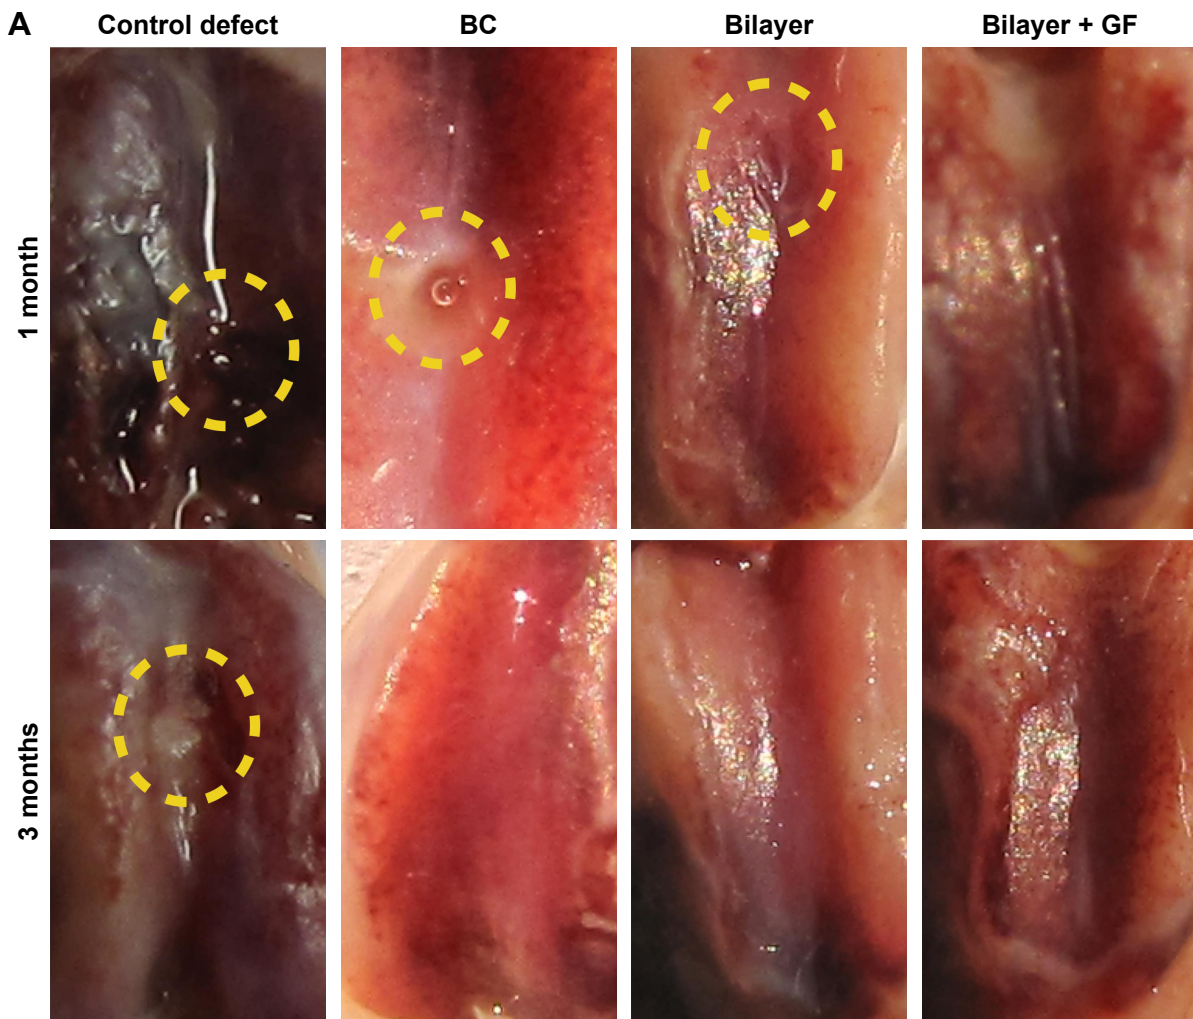 A
Control defect
BC
Bilayer
Bilayer + GF
1 month
3 months